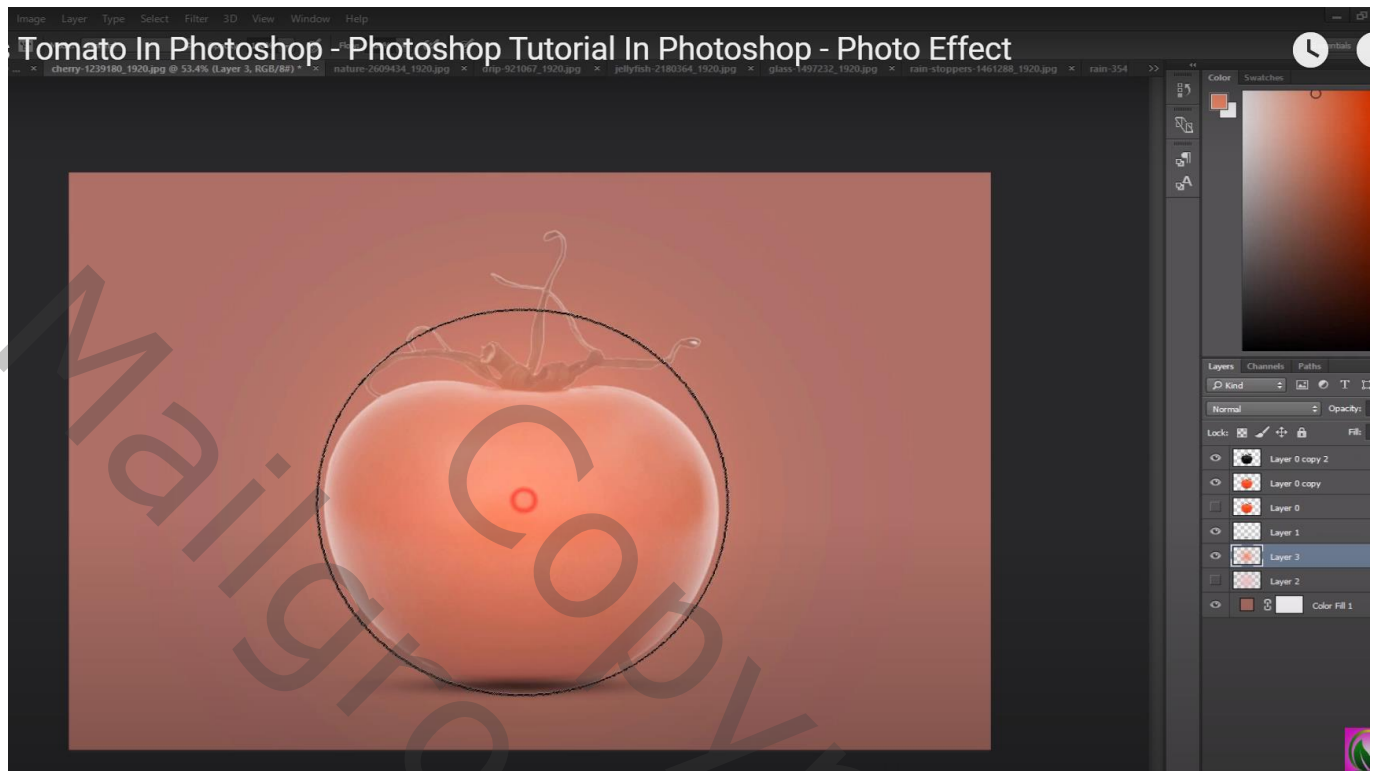 Image Layer Type Select Filter 3D View Window Help
s Tomato In Photoshop - Photoshop Tutorial In Photoshop - Photo Effect
cherry-1239180_1920.jpg @ 53.4% (Layer 3, RGB/8#) * × nature-2609434_1920.jpg × drip-921067_1920.jpg × jellyfish-2180364_1920.jpg × glass-1497232_1920.jpg × rain-stoppers-1461288_1920.jpg × rain-354 >>
Color Swatches
Layers Channels Paths
Kind
Normal Opacity:
Lock: Fill:
Layer 0 copy 2
Layer 0 copy
Layer 0
Layer 1
Layer 3
Layer 2
Color Fill 1